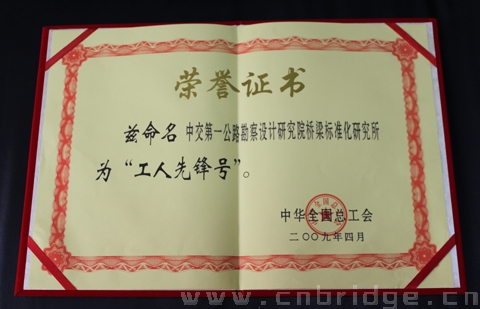 荣誉证书
兹命名中交第一公路勘察设计研究院桥梁标准化研究所
为“工人先锋号”。
中华全国总工会
二〇〇九年四月
www.cnbridge.cn